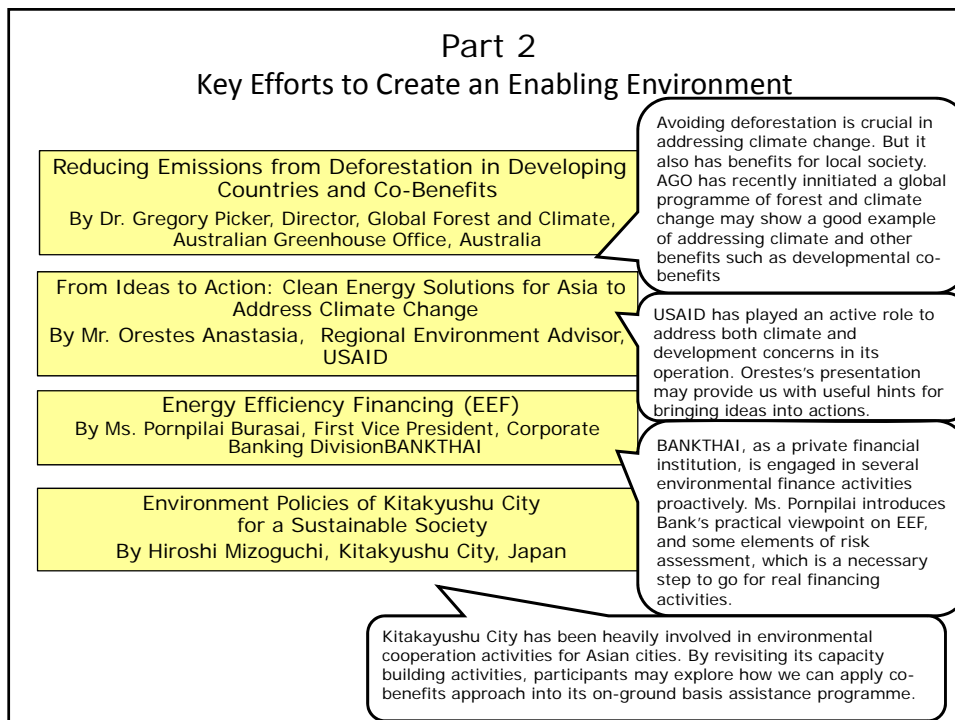 Part 2
Key Efforts to Create an Enabling Environment
Reducing Emissions from Deforestation in Developing
Countries and Co-Benefits
By Dr. Gregory Picker, Director, Global Forest and Climate,
Australian Greenhouse Office, Australia
Avoiding deforestation is crucial in
addressing climate change. But it
also has benefits for local society.
AGO has recently innitiated a global
programme of forest and climate
change may show a good example
of addressing climate and other
benefits such as developmental co-
benefits
From Ideas to Action: Clean Energy Solutions for Asia to
Address Climate Change
By Mr. Orestes Anastasia, Regional Environment Advisor,
USAID
USAID has played an active role to
address both climate and
development concerns in its
operation. Orestes's presentation
may provide us with useful hints for
bringing ideas into actions.
Energy Efficiency Financing (EEF)
By Ms. Pornpilai Burasai, First Vice President, Corporate
Banking DivisionBANKTHAI
BANKTHAI, as a private financial
institution, is engaged in several
environmental finance activities
proactively. Ms. Pornpilai introduces
Bank's practical viewpoint on EEF,
and some elements of risk
assessment, which is a necessary
step to go for real financing
activities.
Environment Policies of Kitakyushu City
for a Sustainable Society
By Hiroshi Mizoguchi, Kitakyushu City, Japan
Kitakayushu City has been heavily involved in environmental
cooperation activities for Asian cities. By revisiting its capacity
building activities, participants may explore how we can apply co-
benefits approach into its on-ground basis assistance programme.